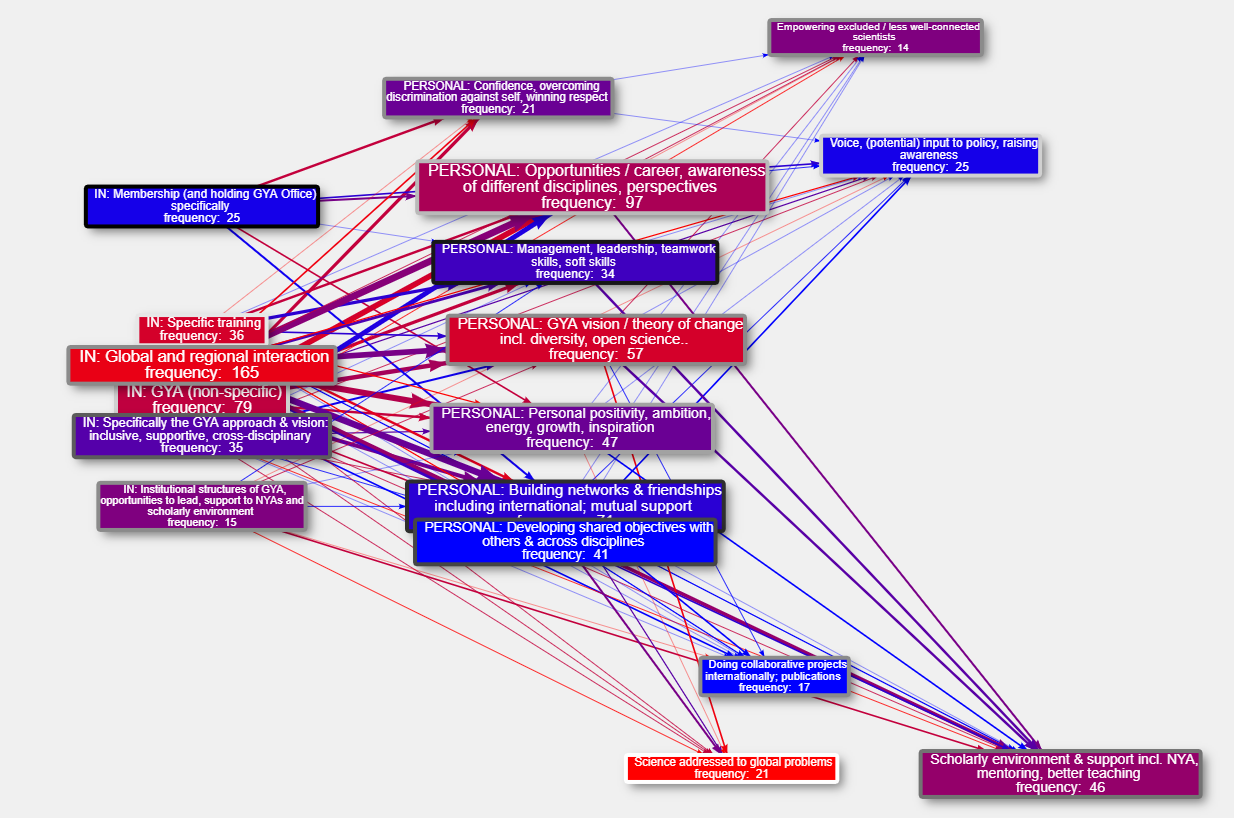 Empowering excluded / less well-connected
scientists
frequency: 14
PERSONAL: Confidence, overcoming
discrimination against self, winning respect
frequency: 21
Voice, (potential) input to policy, raising
awareness
frequency: 25
PERSONAL: Opportunities / career, awareness
of different disciplines, perspectives
frequency: 97
IN: Membership (and holding GYA Office)
specifically
frequency: 25
PERSONAL: Management, leadership, teamwork
skills, soft skills
frequency: 34
IN: Specific training
frequency: 36
PERSONAL: GYA vision / theory of change
incl. diversity, open science..
frequency: 57
IN: Global and regional interaction
frequency: 165
IN: GYA (non-specific)
frequency: 79
IN: Specifically the GYA approach & vision:
inclusive, supportive, cross-disciplinary
frequency: 35
PERSONAL: Personal positivity, ambition,
energy, growth, inspiration
frequency: 47
IN: Institutional structures of GYA,
opportunities to lead, support to NYAs and
scholarly environment
frequency: 15
PERSONAL: Building networks & friendships
including international; mutual support
PERSONAL: Developing shared objectives with
others & across disciplines
frequency: 41
Doing collaborative projects
internationally; publications
frequency: 17
Science addressed to global problems
frequency: 21
Scholarly environment & support incl. NYA,
mentoring, better teaching
frequency: 46